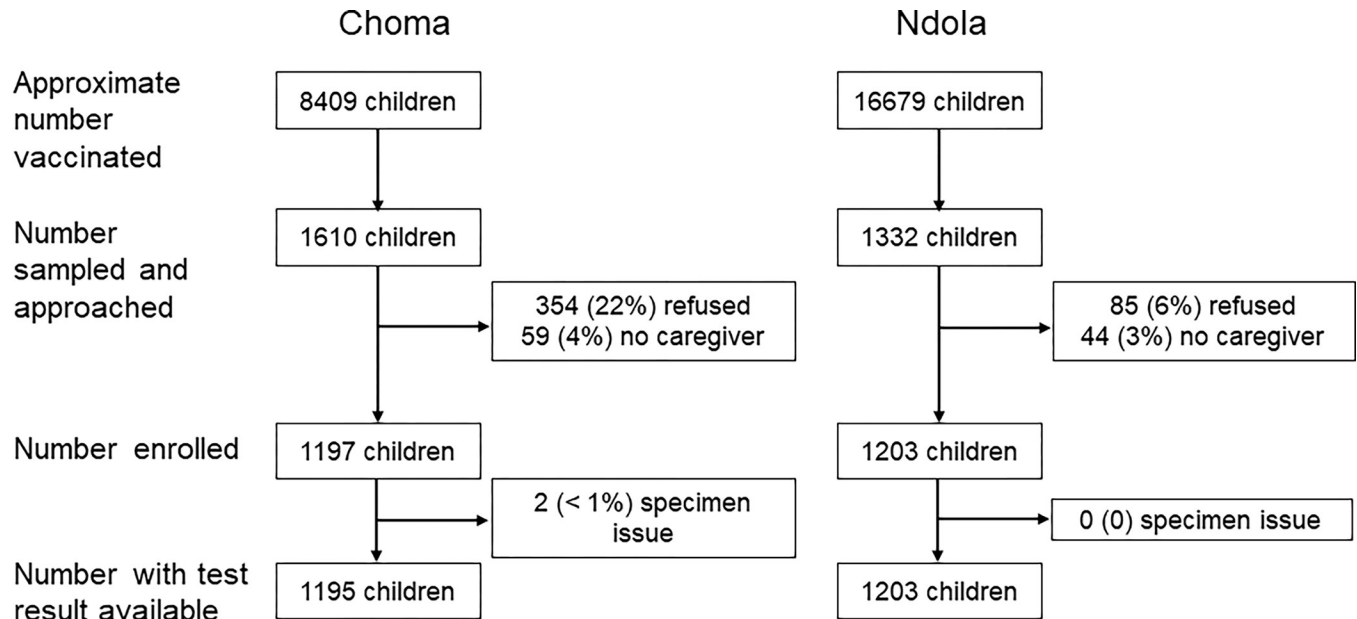 Choma
Ndola
Approximate
number
vaccinated
8409 children
16679 children
Number
sampled and
approached
1610 children
1332 children
354 (22%) refused
59 (4%) no caregiver
85 (6%) refused
44 (3%) no caregiver
Number enrolled
1197 children
1203 children
2 (< 1%) specimen
issue
0 (0) specimen issue
Number with test
result available
1195 children
1203 children